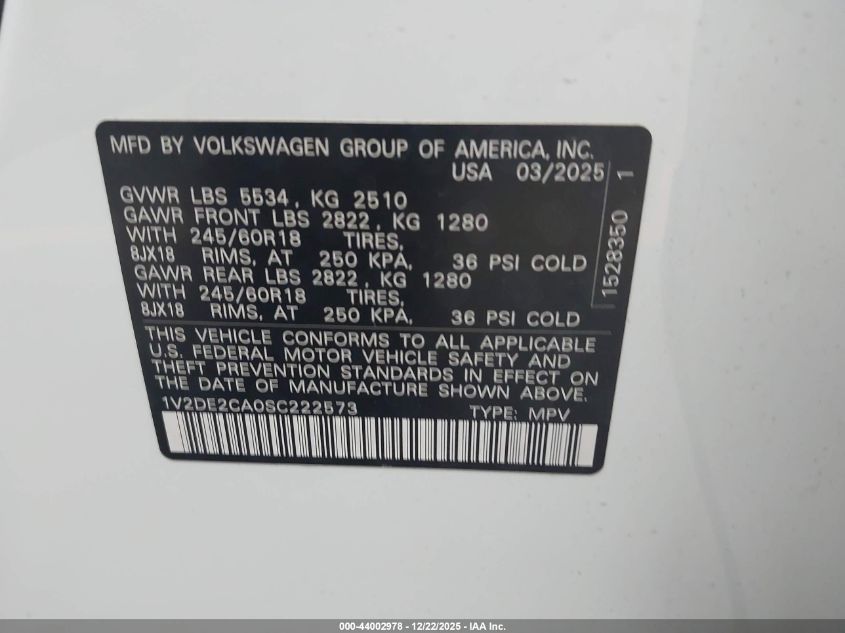 MFD BY VOLKSWAGEN GROUP OF AMERICA, INC.
USA 03/2025
GVWR LBS 5534, KG 2510
GAWR FRONT LBS 2822, KG 1280
WITH 245/60R18 TIRES,
8JX18 RIMS, AT 250 KPA, 36 PSI COLD
GAWR REAR LBS 2822, KG 1280
WITH 245/60R18 TIRES,
8JX18 RIMS, AT 250 KPA, 36 PSI COLD
THIS VEHICLE CONFORMS TO ALL APPLICABLE
U.S. FEDERAL MOTOR VEHICLE SAFETY AND
THEFT PREVENTION STANDARDS IN EFFECT ON
THE DATE OF MANUFACTURE SHOWN ABOVE.
1V2DE2CA0SC222573 TYPE: MPV
1528350 1
000-44002978 - 12/22/2025 - IAA Inc.